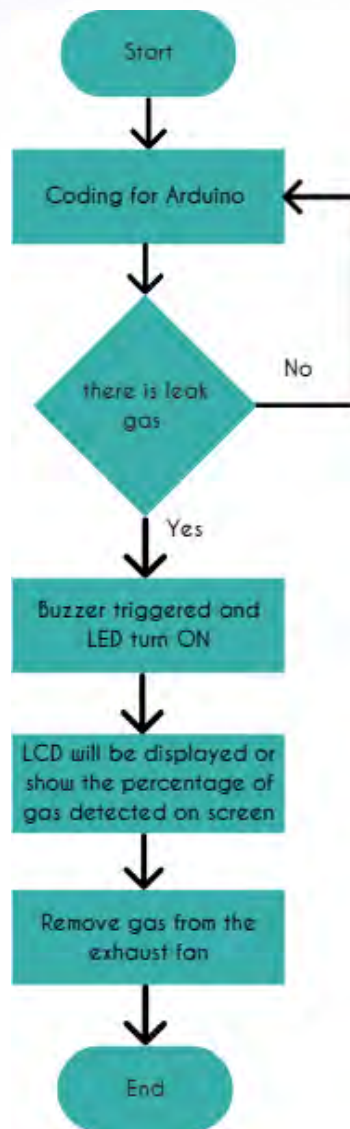 Start
Coding for Arduino
there is leak
gas
No
Yes
Buzzer triggered and
LED turn ON
LCD will be displayed or
show the percentage of
gas detected on screen
Remove gas from the
exhaust fan
End